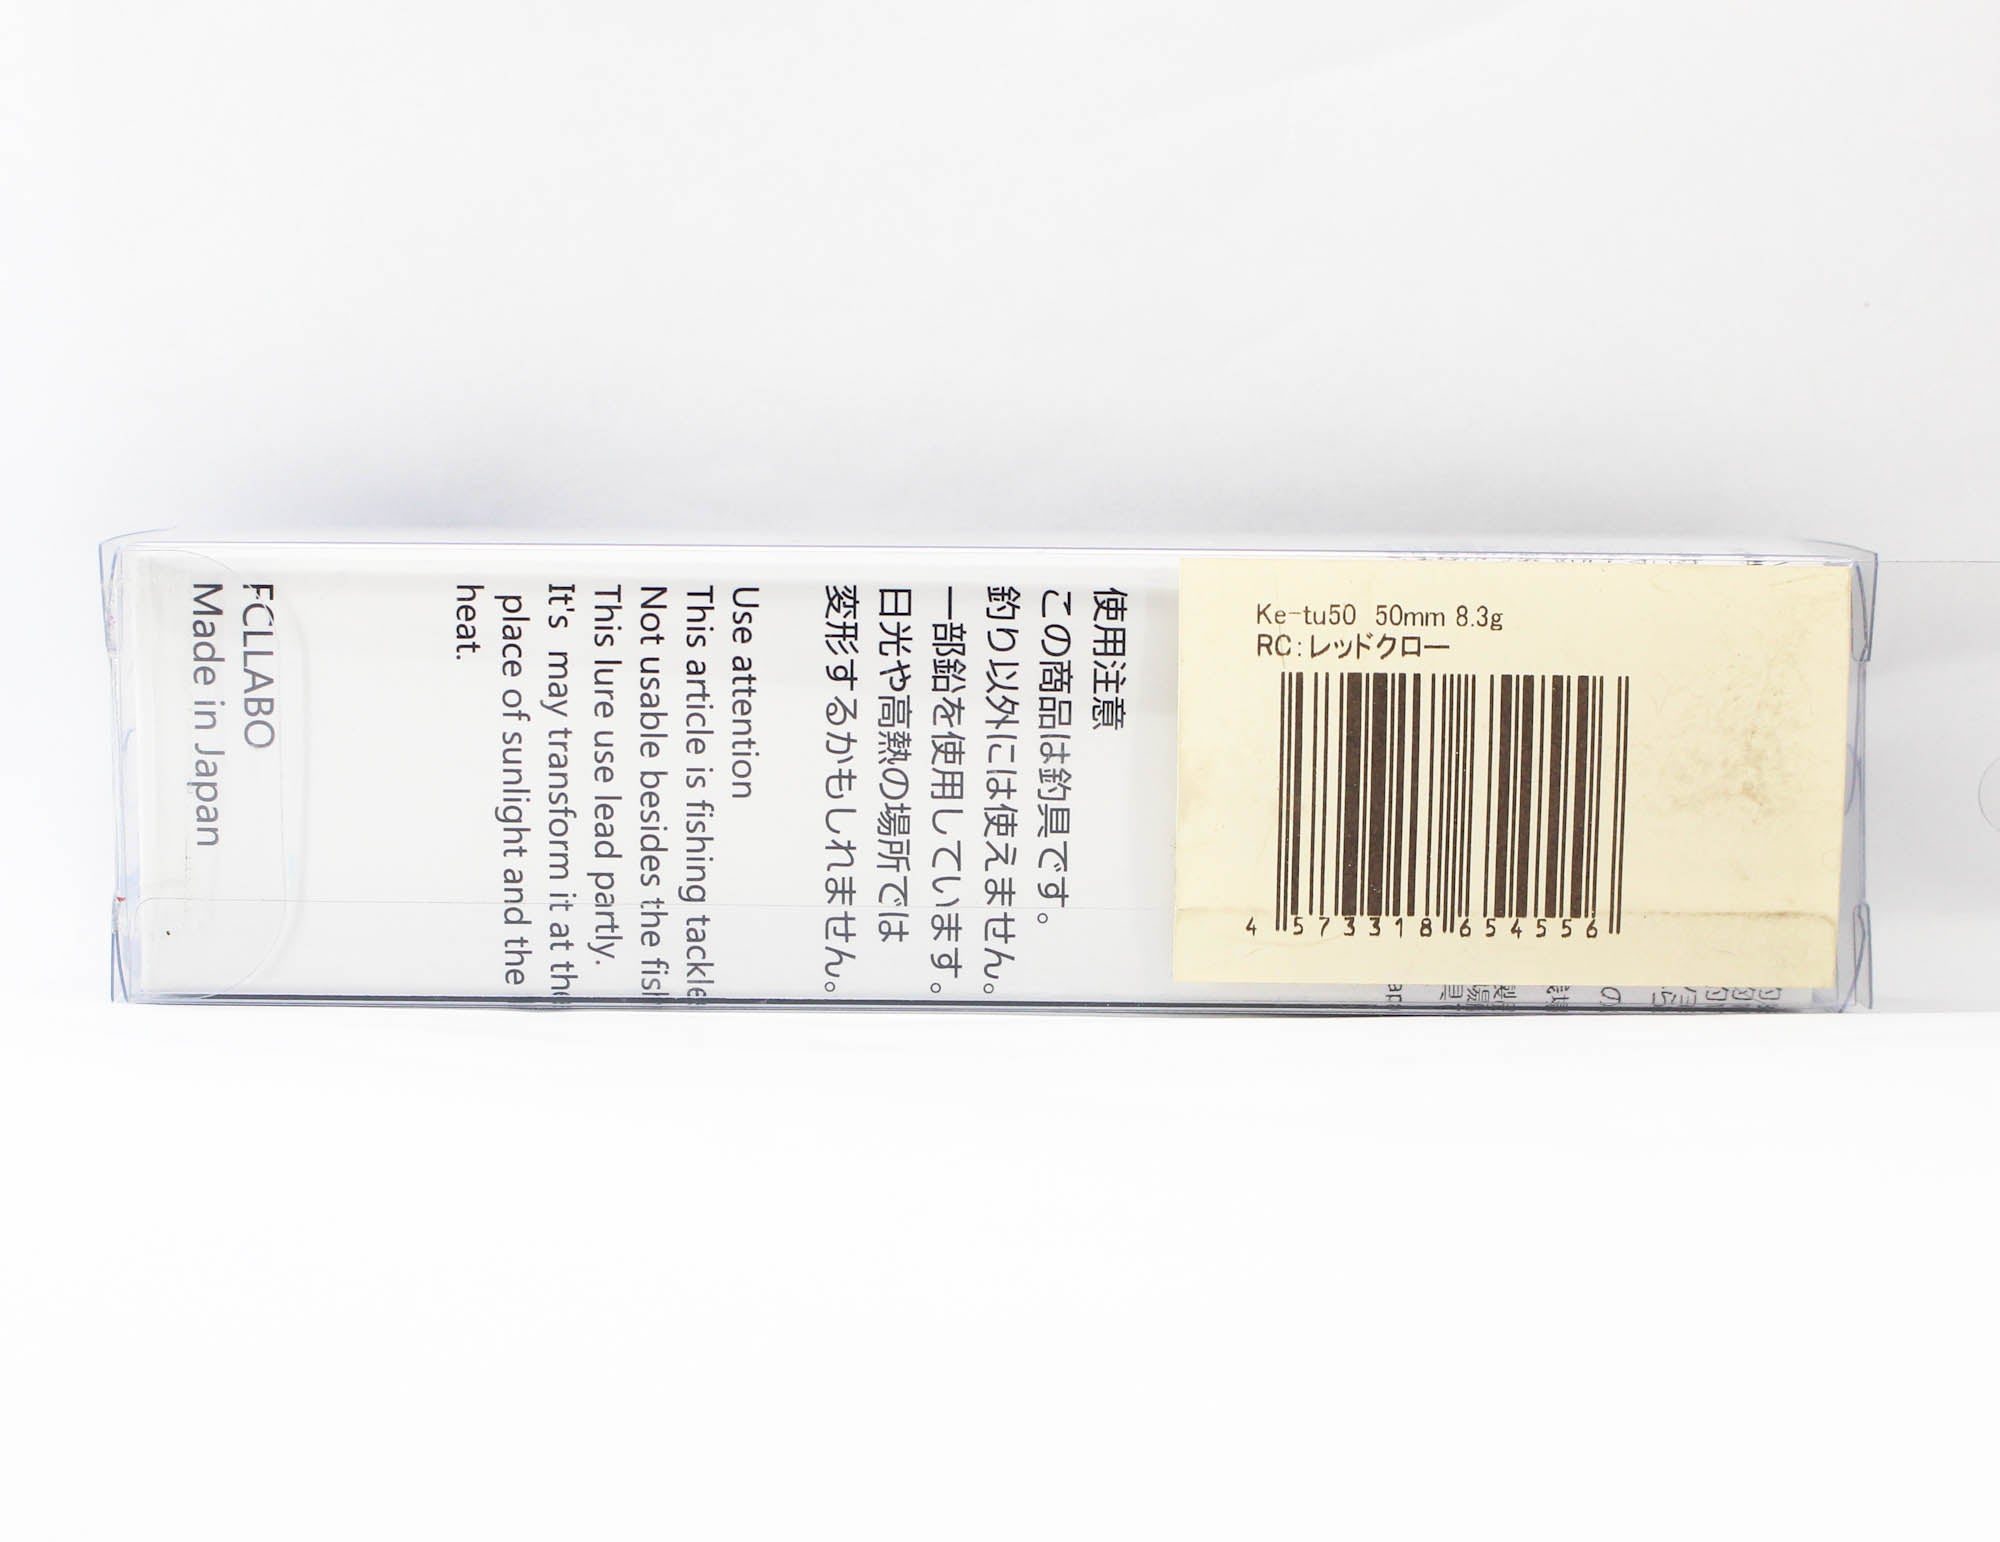 Ke-tu50 50mm 8.3g
RC:レッドクロー
4 573318 654556
使用注意
この商品は釣具です。
釣り以外には使えません。
一部鉛を使用しています。
日光や高熱の場所では
変形するかもしれません。
Use attention
This article is fishing tackle
Not usable besides the fish
This lure use lead partly.
It's may transform it at the
place of sunlight and the
heat.
FCLLABO
Made in Japan